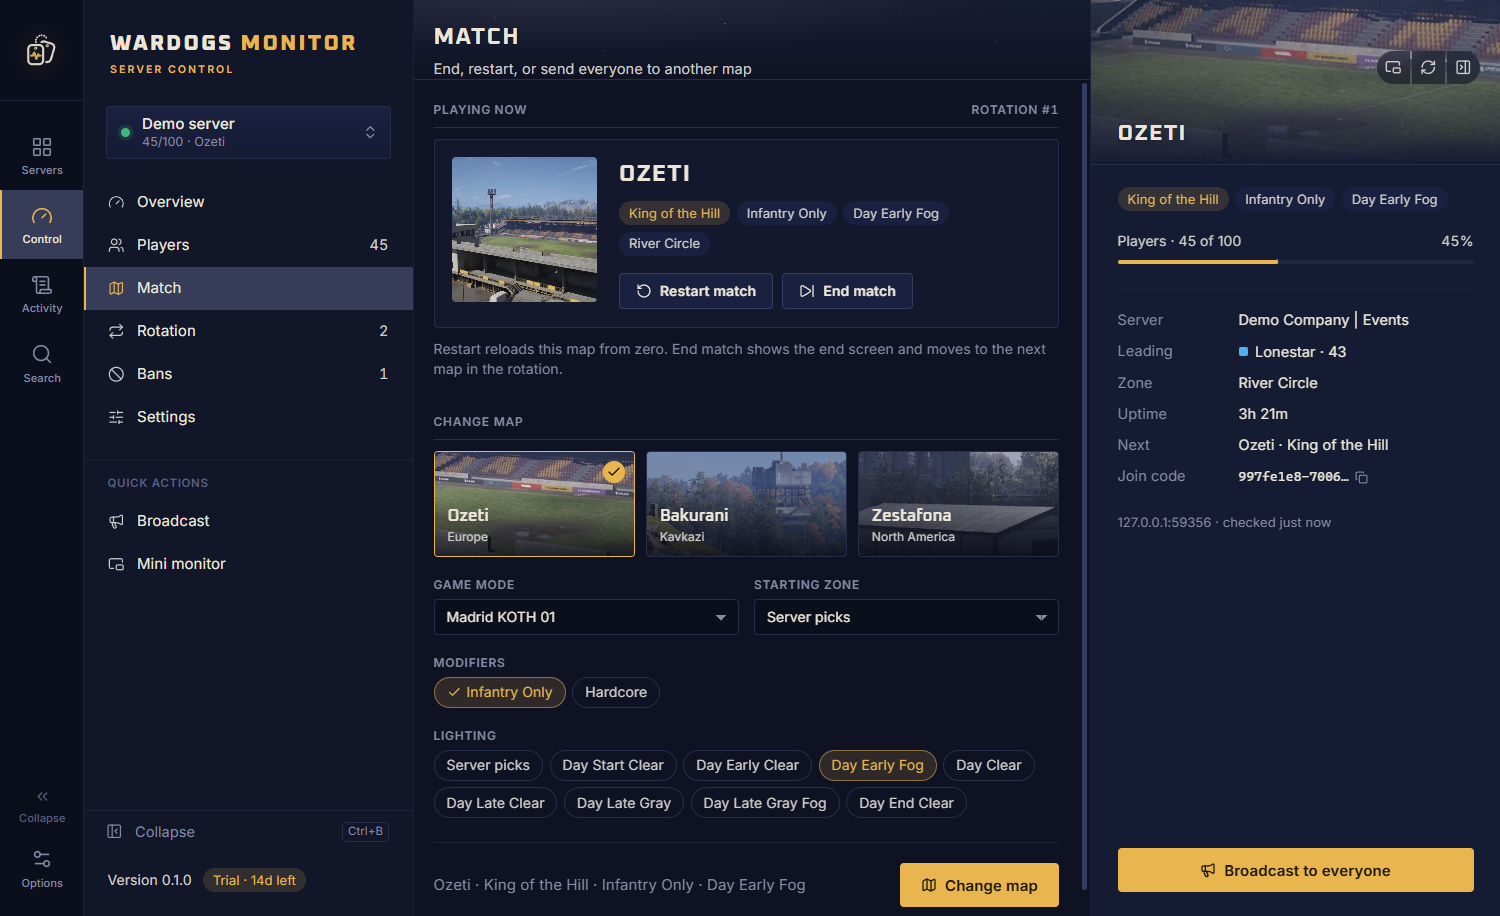 WARDOGS MONITOR
SERVER CONTROL
Demo server
45/100 · Ozeti
Servers
Control
Activity
Search
Collapse
Options
Overview
Players 45
Match
Rotation 2
Bans 1
Settings
QUICK ACTIONS
Broadcast
Mini monitor
Collapse Ctrl+B
Version 0.1.0 Trial · 14d left
MATCH
End, restart, or send everyone to another map
PLAYING NOW ROTATION #1
OZETI
King of the Hill Infantry Only Day Early Fog
River Circle
Restart match End match
Restart reloads this map from zero. End match shows the end screen and moves to the next
map in the rotation.
CHANGE MAP
Ozeti
Europe
Bakurani
Kavkazi
Zestafona
North America
GAME MODE STARTING ZONE
Madrid KOTH 01 Server picks
MODIFIERS
Infantry Only Hardcore
LIGHTING
Server picks Day Start Clear Day Early Clear Day Early Fog Day Clear
Day Late Clear Day Late Gray Day Late Gray Fog Day End Clear
Ozeti · King of the Hill · Infantry Only · Day Early Fog Change map
OZETI
King of the Hill Infantry Only Day Early Fog
Players · 45 of 100 45%
Server Demo Company | Events
Leading Lonestar · 43
Zone River Circle
Uptime 3h 21m
Next Ozeti · King of the Hill
Join code 997fe1e8-7006…
127.0.0.1:59356 · checked just now
Broadcast to everyone